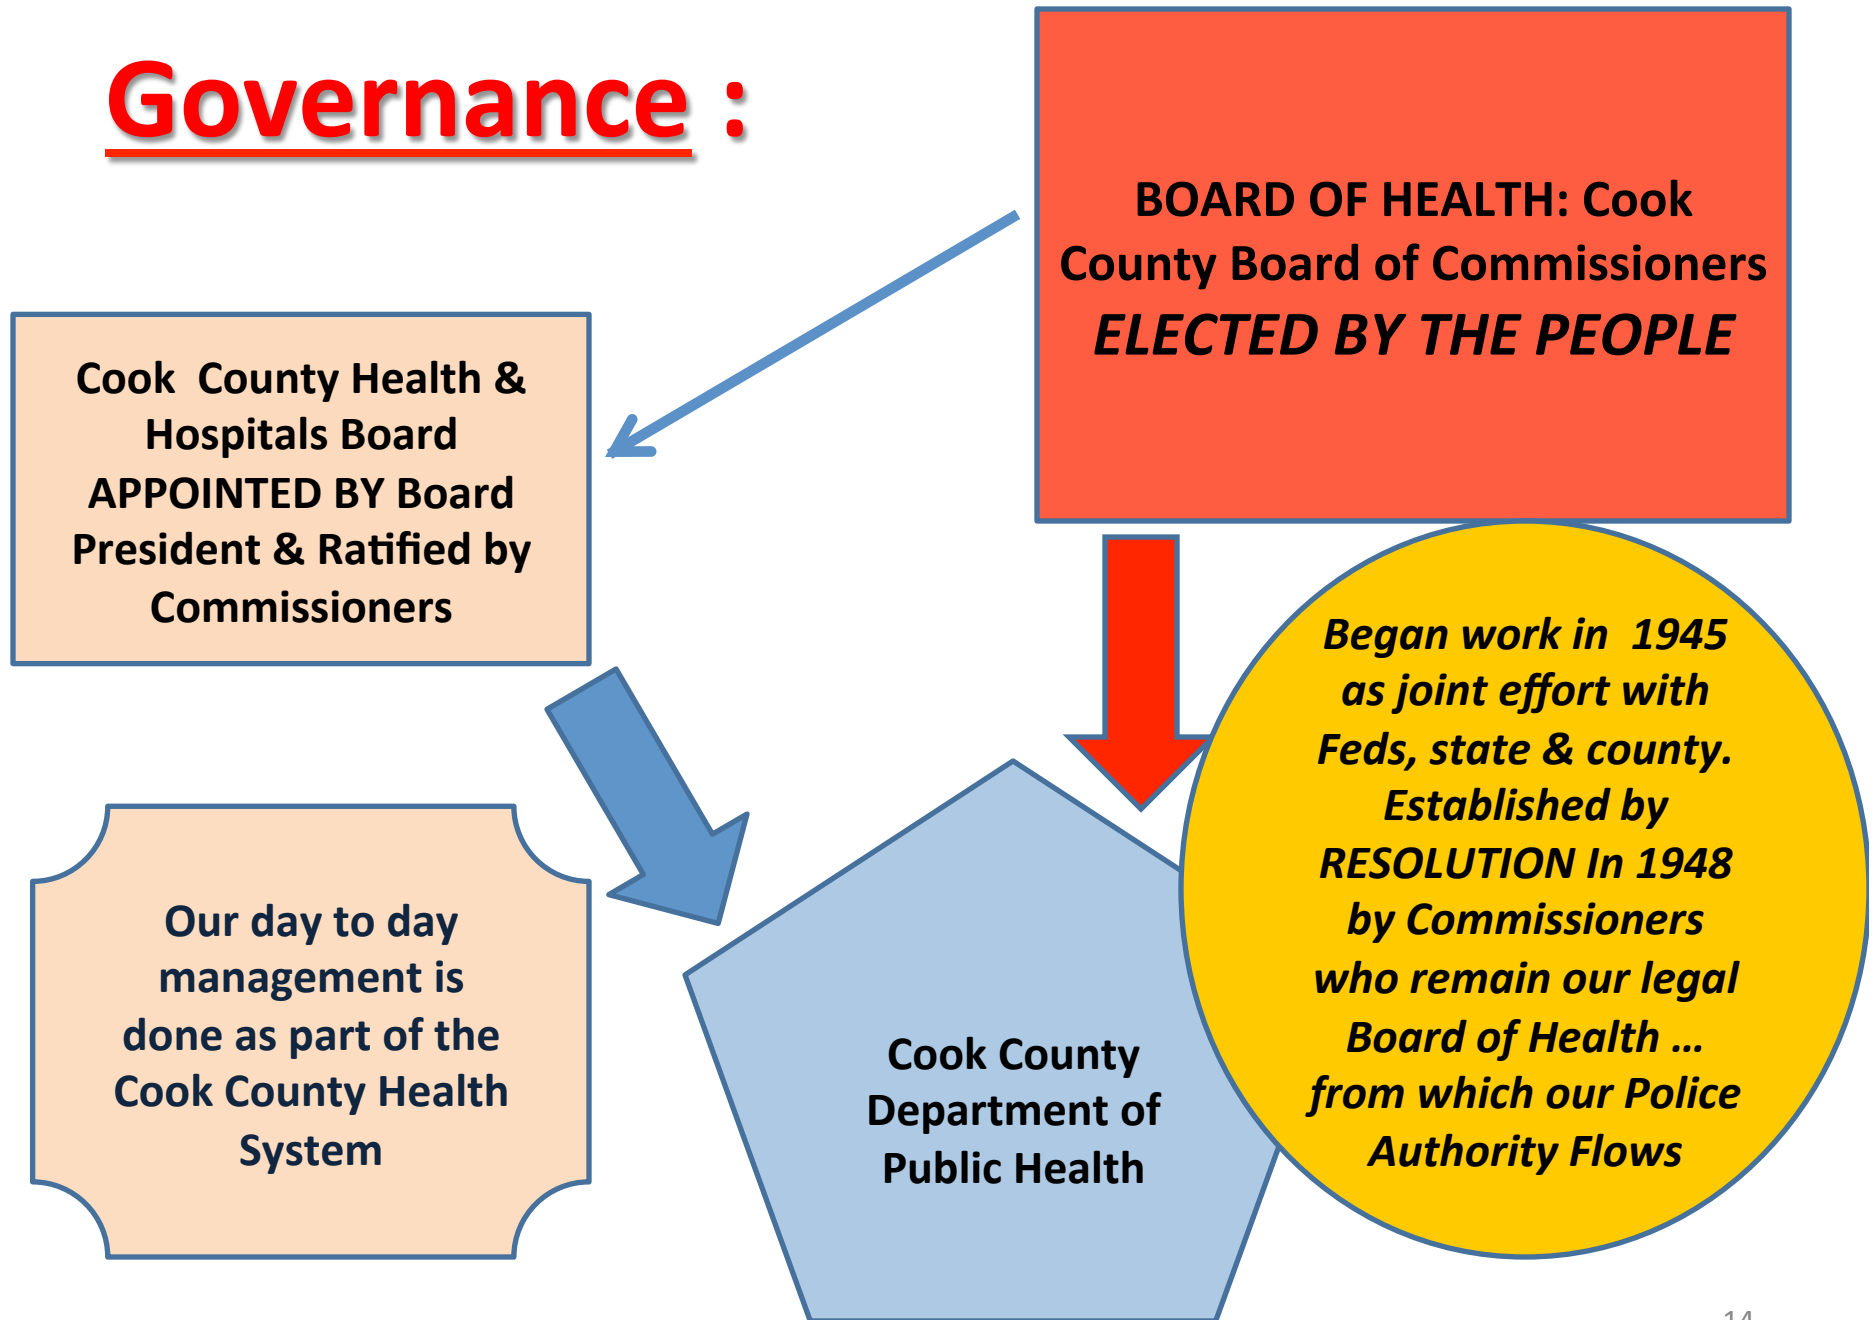 Governance :
BOARD OF HEALTH: Cook
County Board of Commissioners
ELECTED BY THE PEOPLE
Cook County Health &
Hospitals Board
APPOINTED BY Board
President & Ratified by
Commissioners
Began work in 1945
as joint effort with
Feds, state & county.
Established by
RESOLUTION In 1948
by Commissioners
who remain our legal
Board of Health ...
from which our Police
Authority Flows
Our day to day
management is
done as part of the
Cook County Health
System
Cook County
Department of
Public Health
14